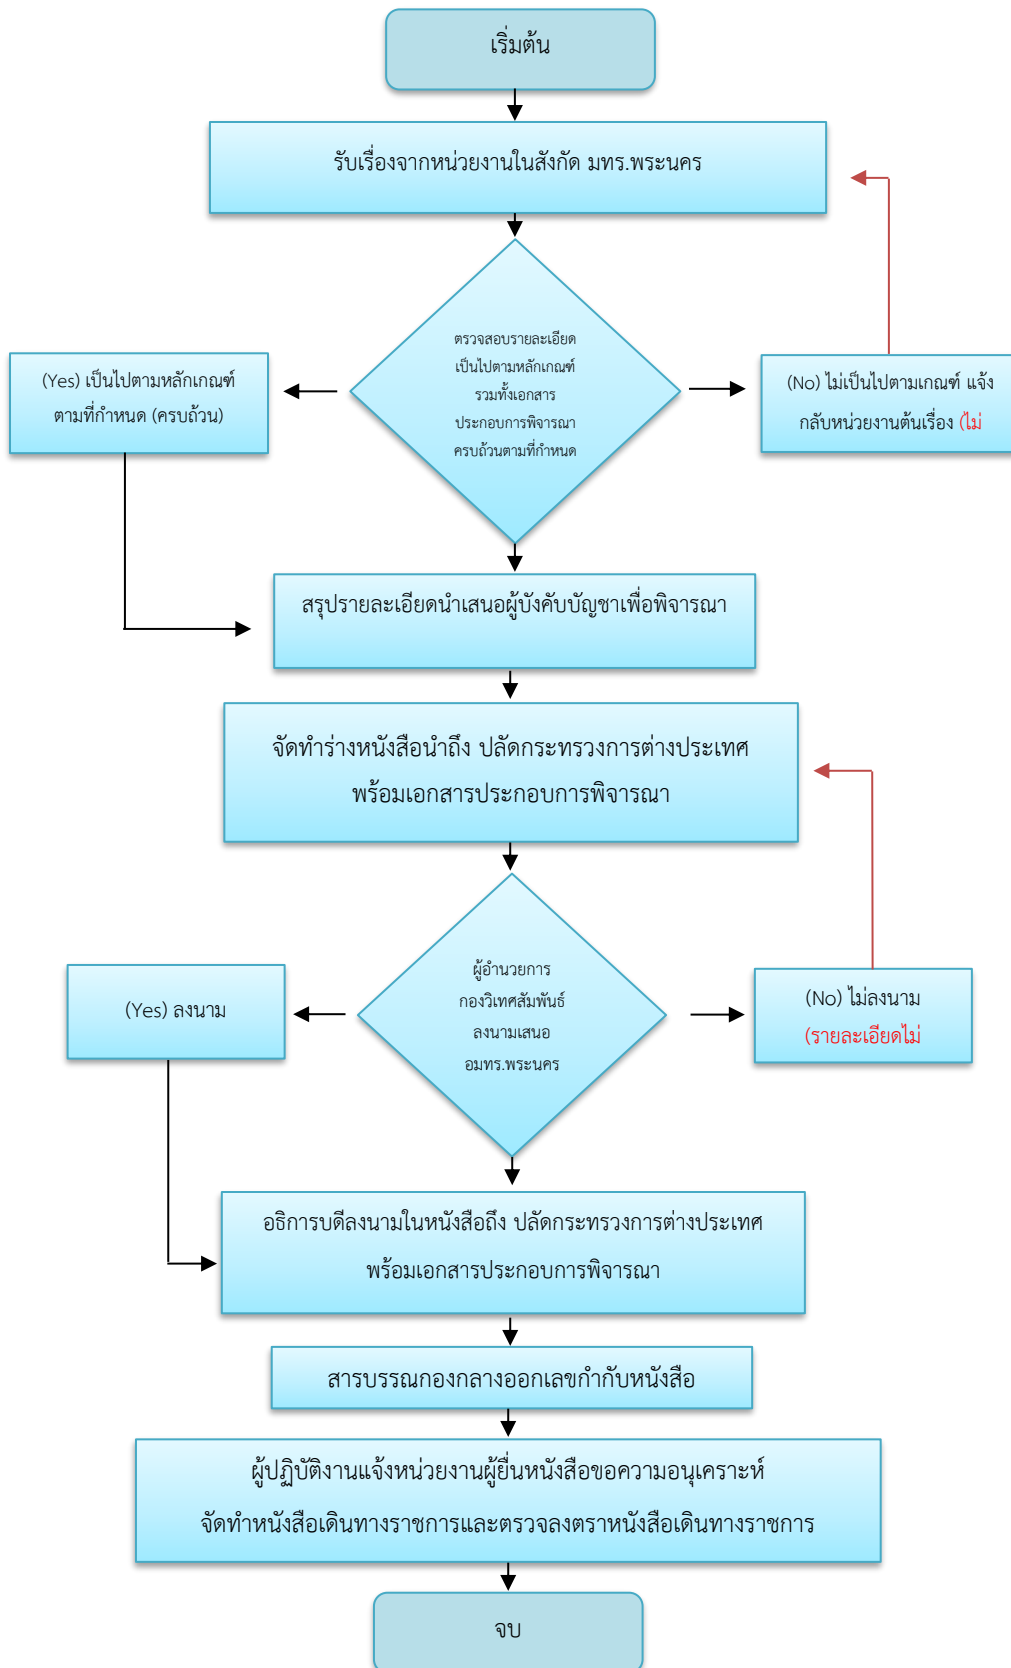 เริ่มต้น
รับเรื่องจากหน่วยงานในสังกัด มทร.พระนคร
ตรวจสอบรายละเอียด
เป็นไปตามหลักเกณฑ์
รวมทั้งเอกสาร
ประกอบการพิจารณา
ครบถ้วนตามที่กำหนด
(Yes) เป็นไปตามหลักเกณฑ์
ตามที่กำหนด (ครบถ้วน)
(No) ไม่เป็นไปตามเกณฑ์ แจ้ง
กลับหน่วยงานต้นเรื่อง (ไม่
สรุปรายละเอียดนำเสนอผู้บังคับบัญชาเพื่อพิจารณา
จัดทำร่างหนังสือนำถึง ปลัดกระทรวงการต่างประเทศ
พร้อมเอกสารประกอบการพิจารณา
ผู้อำนวยการ
กองวิเทศสัมพันธ์
ลงนามเสนอ
อมทร.พระนคร
(Yes) ลงนาม
(No) ไม่ลงนาม
(รายละเอียดไม่
อธิการบดีลงนามในหนังสือถึง ปลัดกระทรวงการต่างประเทศ
พร้อมเอกสารประกอบการพิจารณา
สารบรรณกองกลางออกเลขกำกับหนังสือ
ผู้ปฏิบัติงานแจ้งหน่วยงานผู้ยื่นหนังสือขอความอนุเคราะห์
จัดทำหนังสือเดินทางราชการและตรวจลงตราหนังสือเดินทางราชการ
จบ